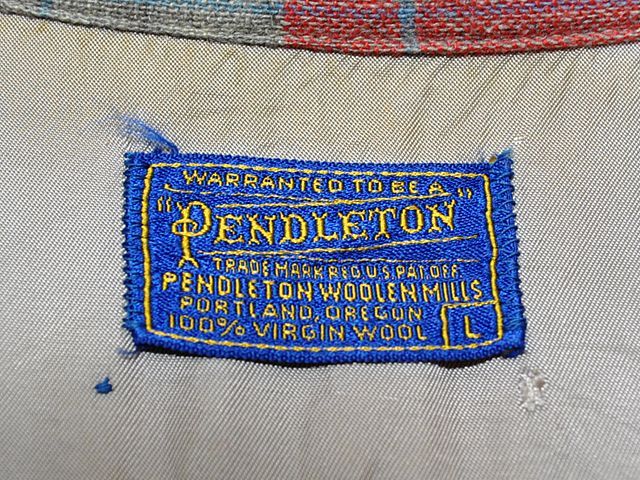 WARRANTED TO BE A
"PENDLETON"
TRADE MARK REG U S PAT. OFF
PENDLETON WOOLEN MILLS
PORTLAND, OREGON
100% VIRGIN WOOL
L